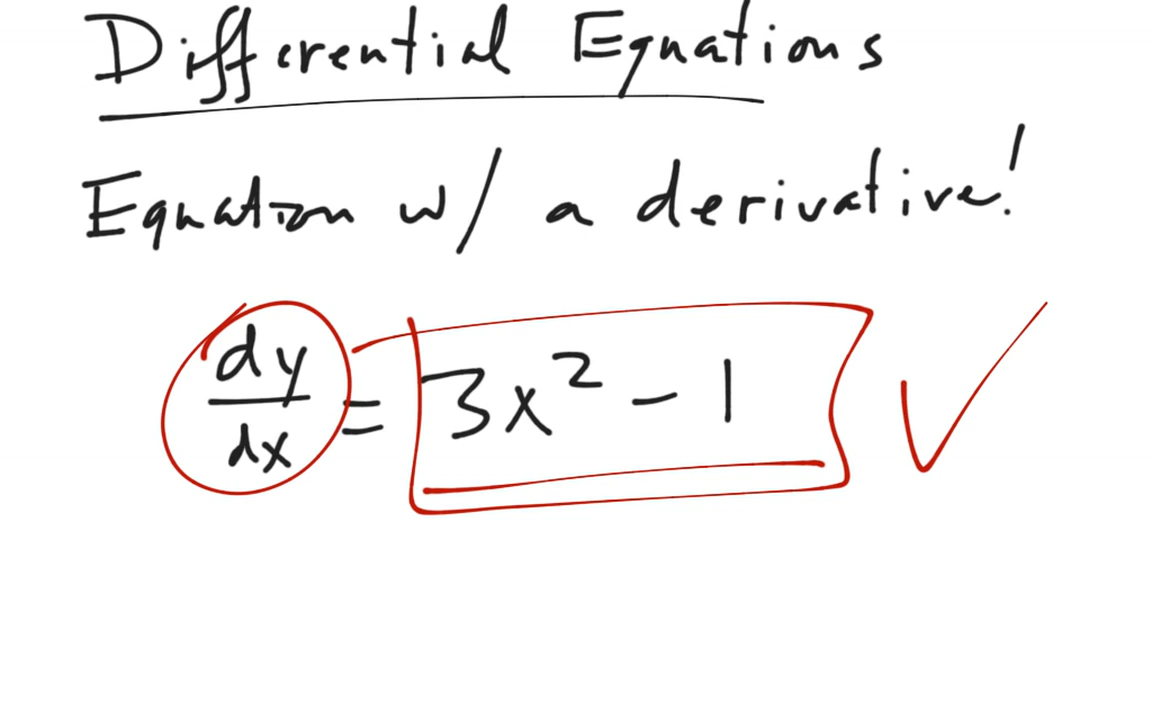 Differential Equations
Equation w/ a derivative!
dy/dx = 3x² - 1